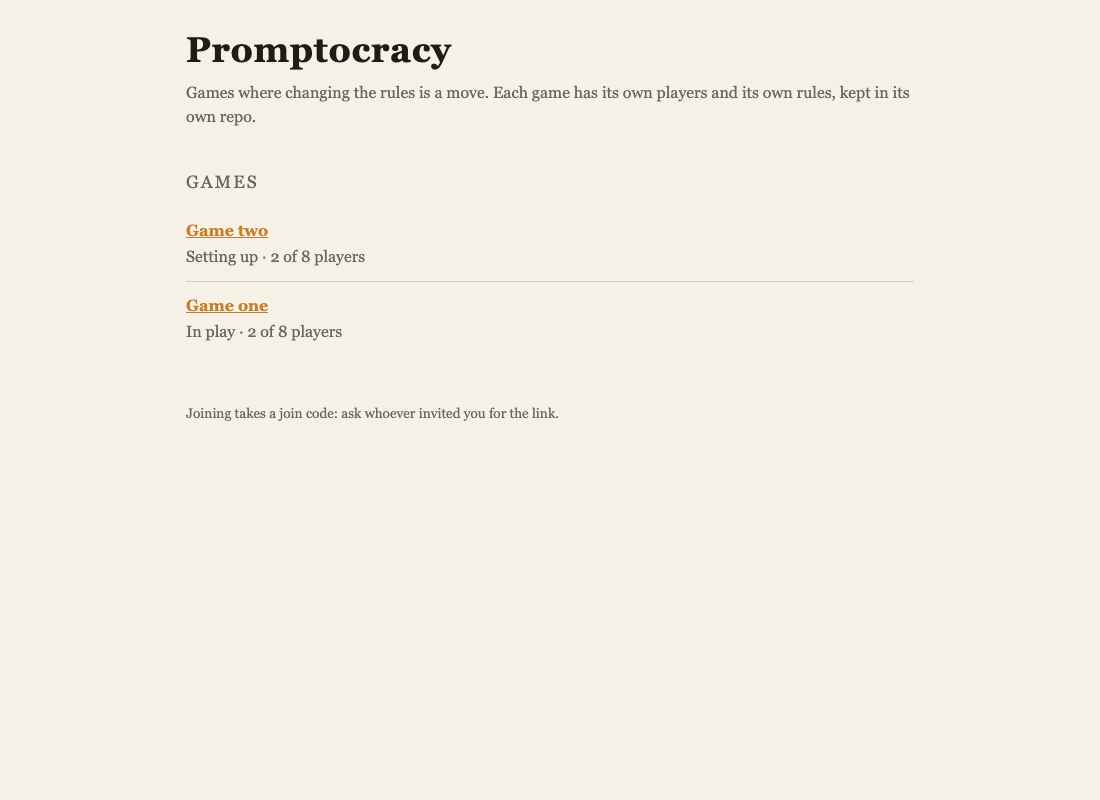 Promptocracy
Games where changing the rules is a move. Each game has its own players and its own rules, kept in its
own repo.
GAMES
Game two
Setting up · 2 of 8 players
Game one
In play · 2 of 8 players
Joining takes a join code: ask whoever invited you for the link.